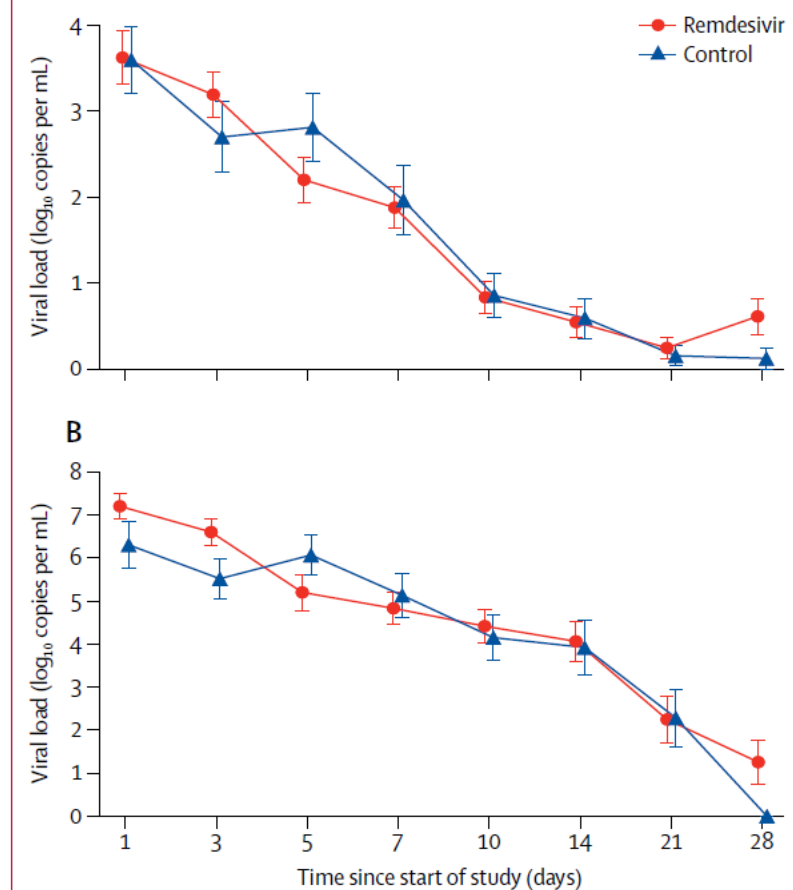 Remdesivir
Control
Viral load (log₁₀ copies per mL)
4
3
2
1
0
B
Viral load (log₁₀ copies per mL)
8
7
6
5
4
3
2
1
0
1 3 5 7 10 14 21 28
Time since start of study (days)